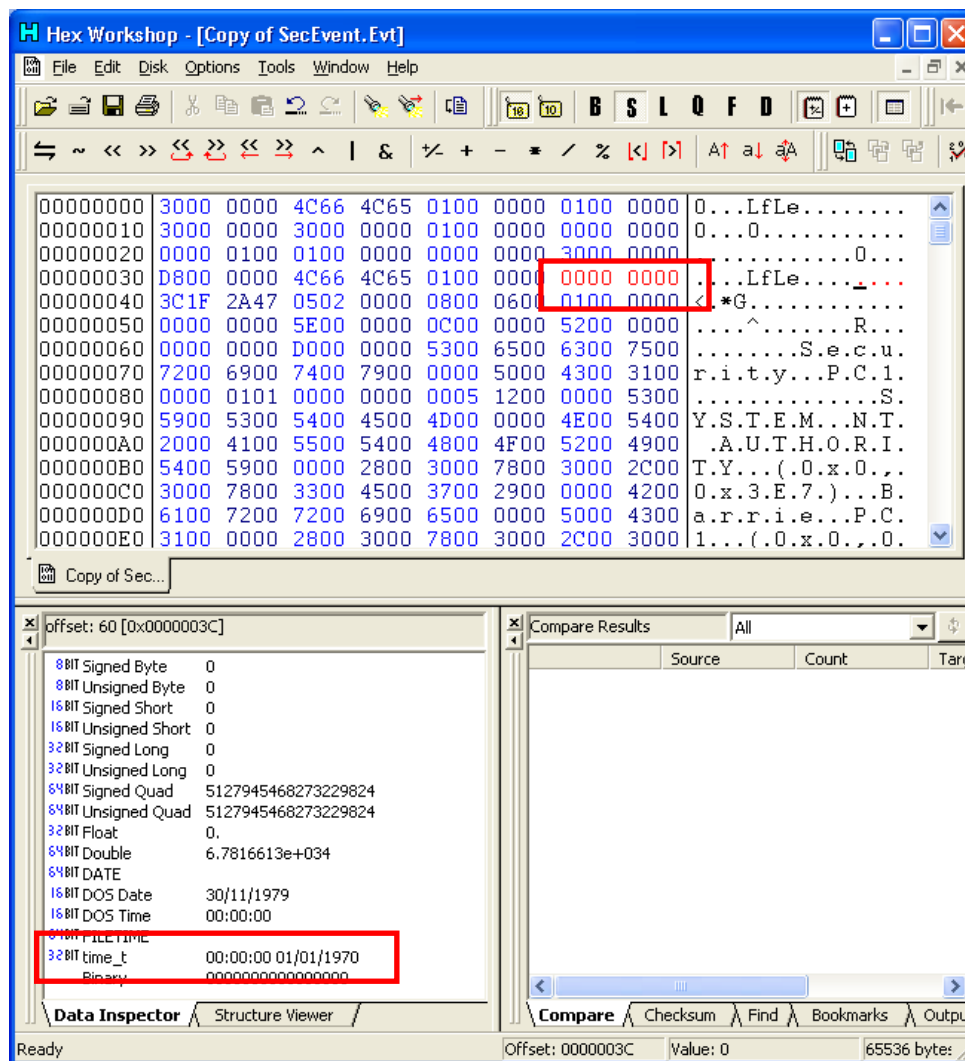 Hex Workshop - [Copy of SecEvent.Evt]
File Edit Disk Options Tools Window Help
16 10 B S L Q F D
00000000 3000 0000 4C66 4C65 0100 0000 0100 0000 0...LfLe........
00000010 3000 0000 3000 0000 0100 0000 0000 0000 0...0...........
00000020 0000 0100 0100 0000 0000 0000 3000 0000 ............0...
00000030 D800 0000 4C66 4C65 0100 0000 0000 0000 ....LfLe........
00000040 3C1F 2A47 0502 0000 0800 0600 0100 0000 <.*G............
00000050 0000 0000 5E00 0000 0C00 0000 5200 0000 ....^.......R...
00000060 0000 0000 D000 0000 5300 6500 6300 7500 ........S.e.c.u.
00000070 7200 6900 7400 7900 0000 5000 4300 3100 r.i.t.y...P.C.1.
00000080 0000 0101 0000 0000 0005 1200 0000 5300 ..............S.
00000090 5900 5300 5400 4500 4D00 0000 4E00 5400 Y.S.T.E.M...N.T.
000000A0 2000 4100 5500 5400 4800 4F00 5200 4900 .A.U.T.H.O.R.I.
000000B0 5400 5900 0000 2800 3000 7800 3000 2C00 T.Y...(.0.x.0.,.
000000C0 3000 7800 3300 4500 3700 2900 0000 4200 0.x.3.E.7.)...B.
000000D0 6100 7200 7200 6900 6500 0000 5000 4300 a.r.r.i.e...P.C.
000000E0 3100 0000 2800 3000 7800 3000 2C00 3000 1...(.0.x.0.,.0.
Copy of Sec...
offset: 60 [0x0000003C]
8BIT Signed Byte 0
8BIT Unsigned Byte 0
16BIT Signed Short 0
16BIT Unsigned Short 0
32BIT Signed Long 0
32BIT Unsigned Long 0
64BIT Signed Quad 5127945468273229824
64BIT Unsigned Quad 5127945468273229824
32BIT Float 0.
64BIT Double 6.7816613e+034
64BIT DATE
16BIT DOS Date 30/11/1979
16BIT DOS Time 00:00:00
64BIT FILETIME
32BIT time_t 00:00:00 01/01/1970
Binary 0000000000000000
Data Inspector Structure Viewer
Compare Results All
Source Count Targ
Compare Checksum Find Bookmarks Outpu
Ready Offset: 0000003C Value: 0 65536 bytes